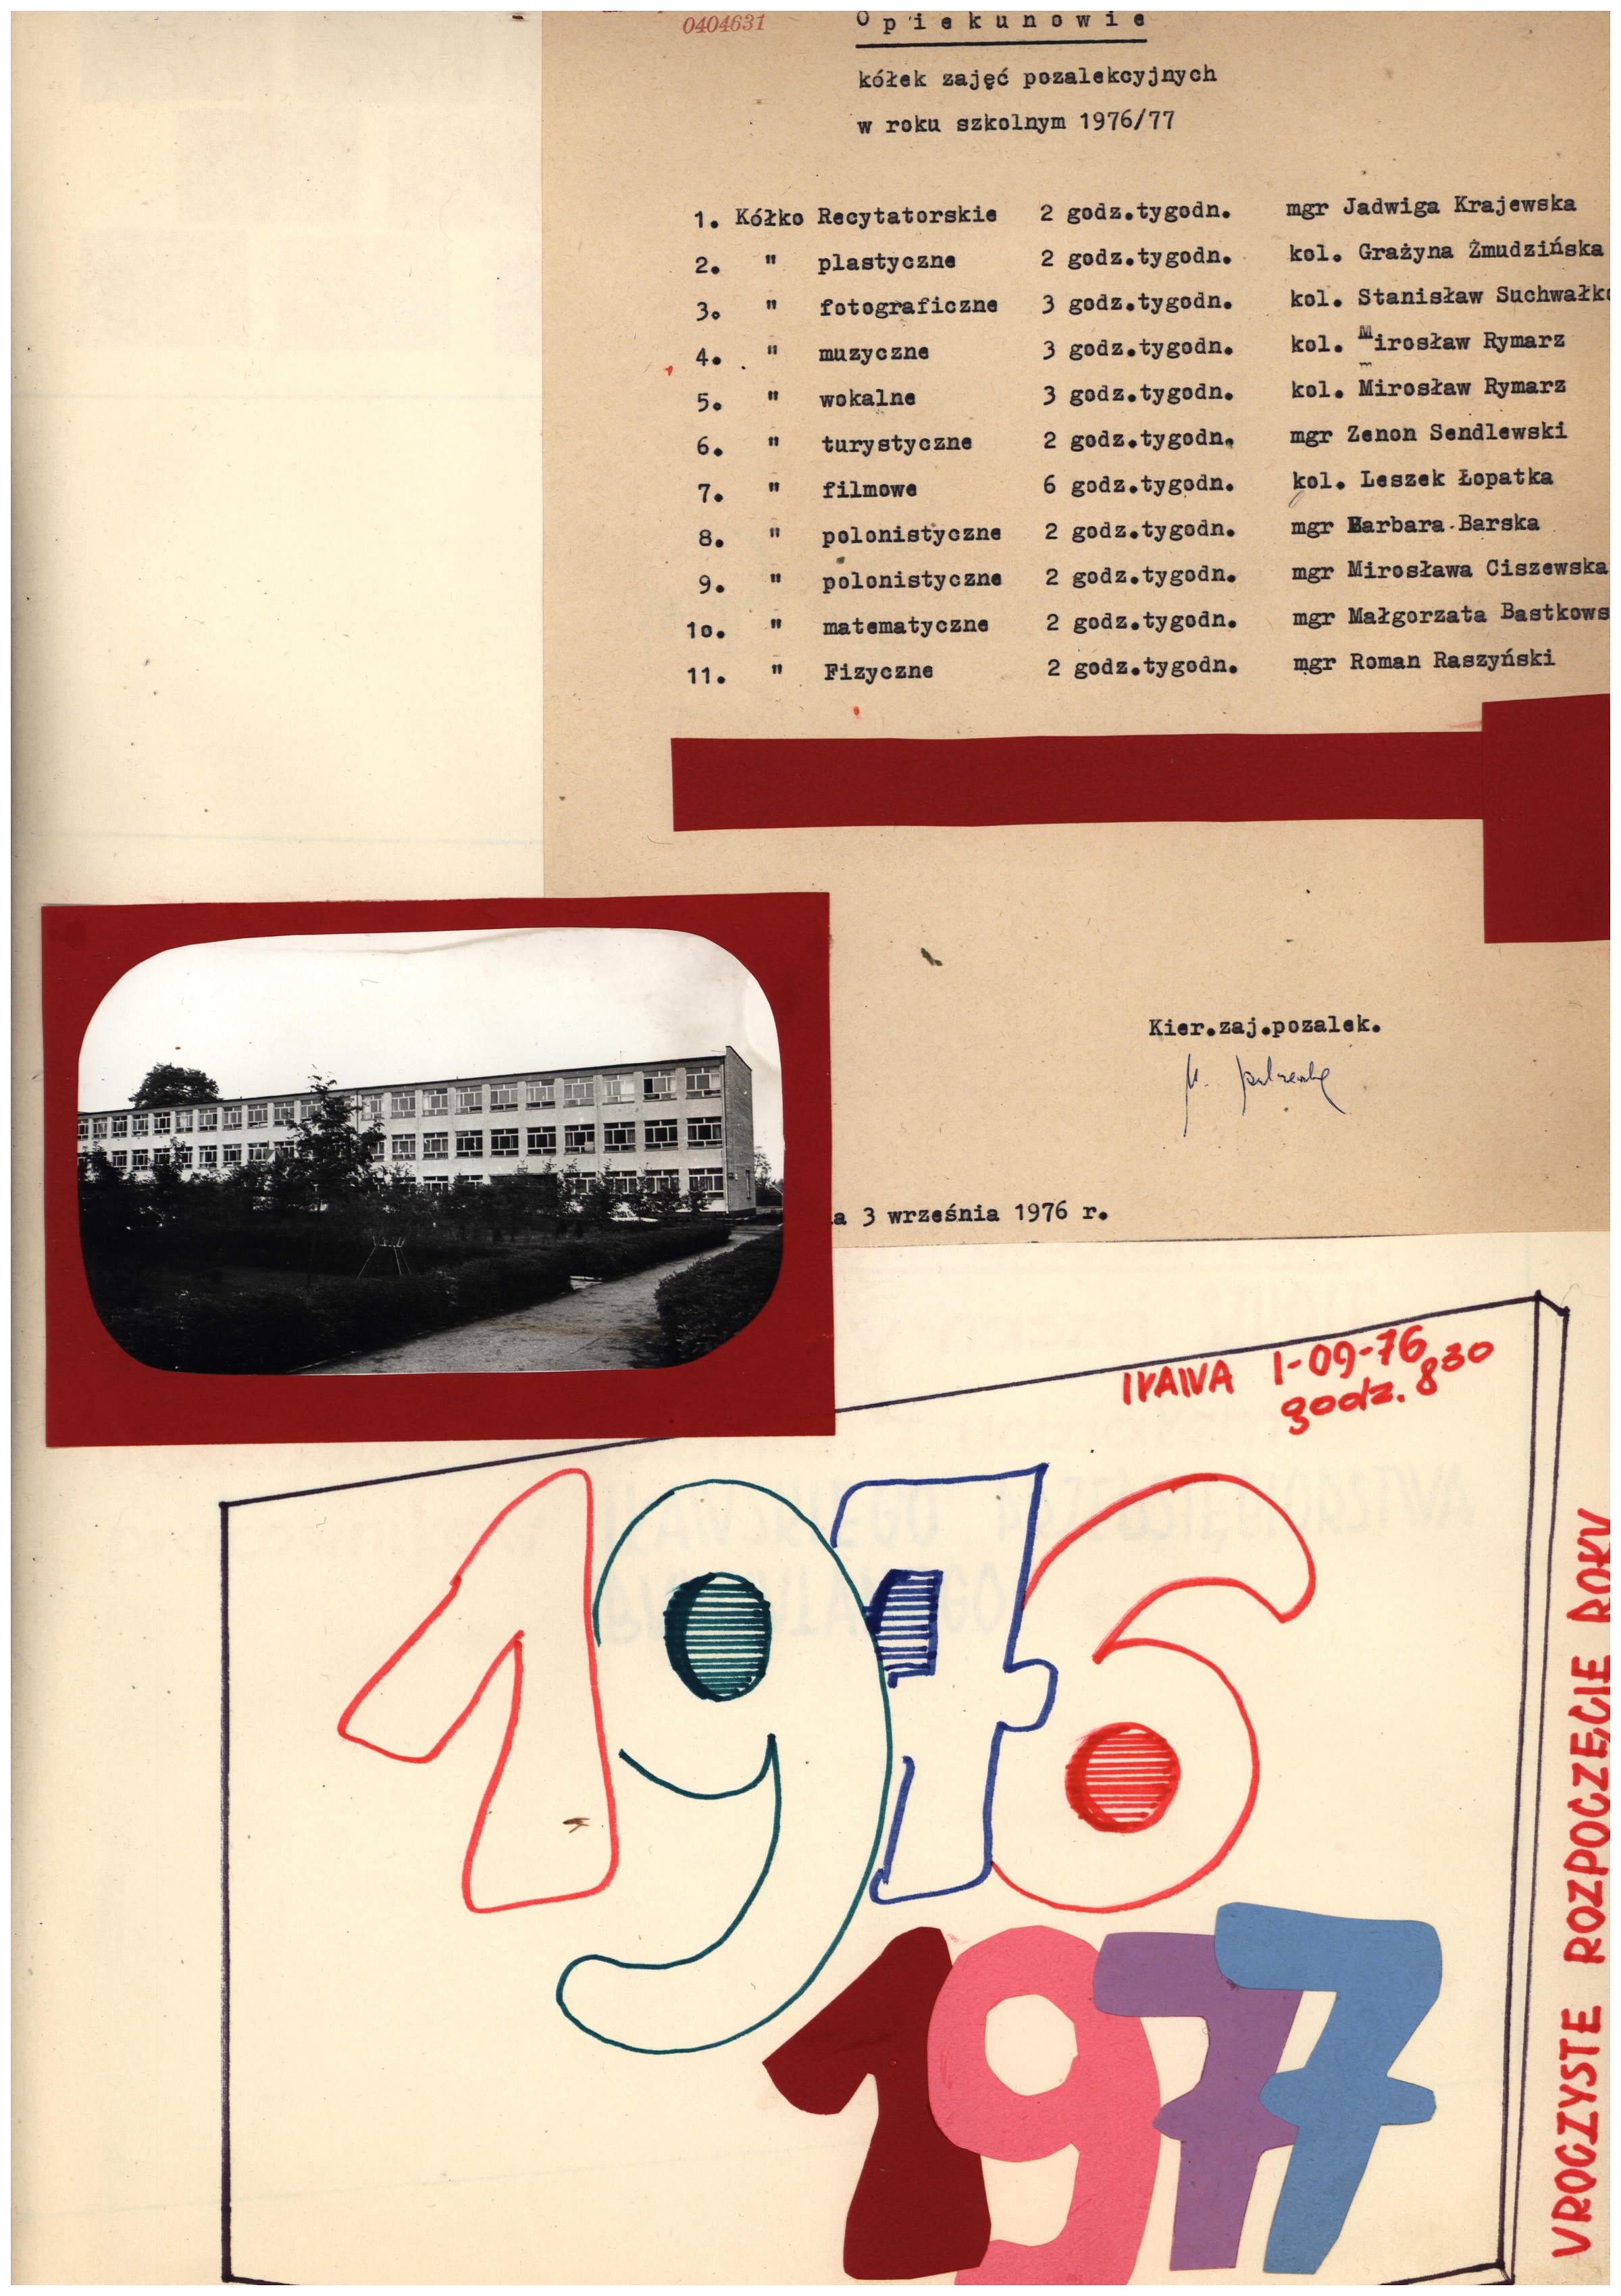 0404631
O p i e k u n o w i e
kółek zajęć pozalekcyjnych
w roku szkolnym 1976/77
1. Kółko Recytatorskie 2 godz.tygodn. mgr Jadwiga Krajewska
2. " plastyczne 2 godz.tygodn. kol. Grażyna Żmudzińska
3. " fotograficzne 3 godz.tygodn. kol. Stanisław Suchwałko
4. " muzyczne 3 godz.tygodn. kol. Mirosław Rymarz
5. " wokalne 3 godz.tygodn. kol. Mirosław Rymarz
6. " turystyczne 2 godz.tygodn. mgr Zenon Sendlewski
7. " filmowe 6 godz.tygodn. kol. Leszek Łopatka
8. " polonistyczne 2 godz.tygodn. mgr Barbara Barska
9. " polonistyczne 2 godz.tygodn. mgr Mirosława Ciszewska
1o. " matematyczne 2 godz.tygodn. mgr Małgorzata Bastkows
11. " Fizyczne 2 godz.tygodn. mgr Roman Raszyński
Kier.zaj.pozalek.
a 3 września 1976 r.
IŁAWA 1-09-76
godz. 8 30
1976
1977
UROCZYSTE ROZPOCZĘCIE ROKU